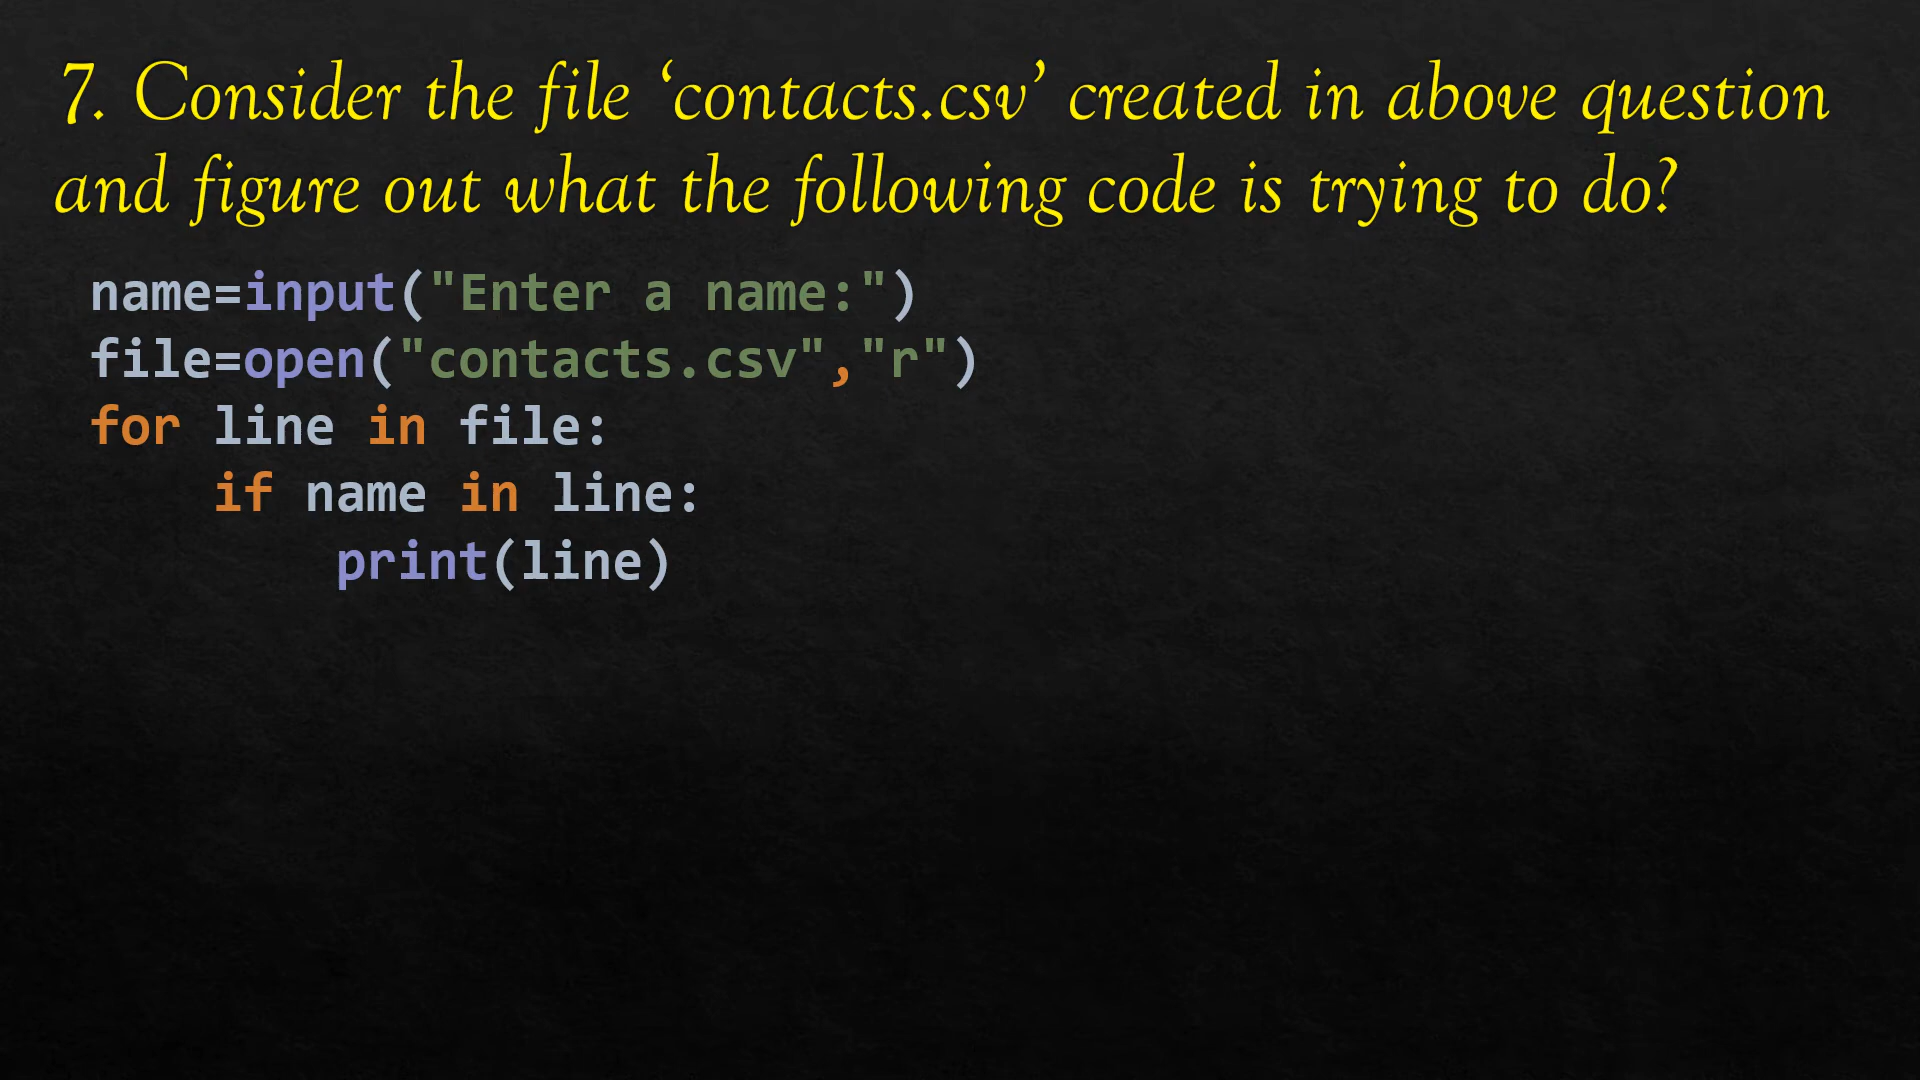 7. Consider the file ‘contacts.csv’ created in above question
and figure out what the following code is trying to do?
name=input("Enter a name:")
file=open("contacts.csv","r")
for line in file:
    if name in line:
        print(line)